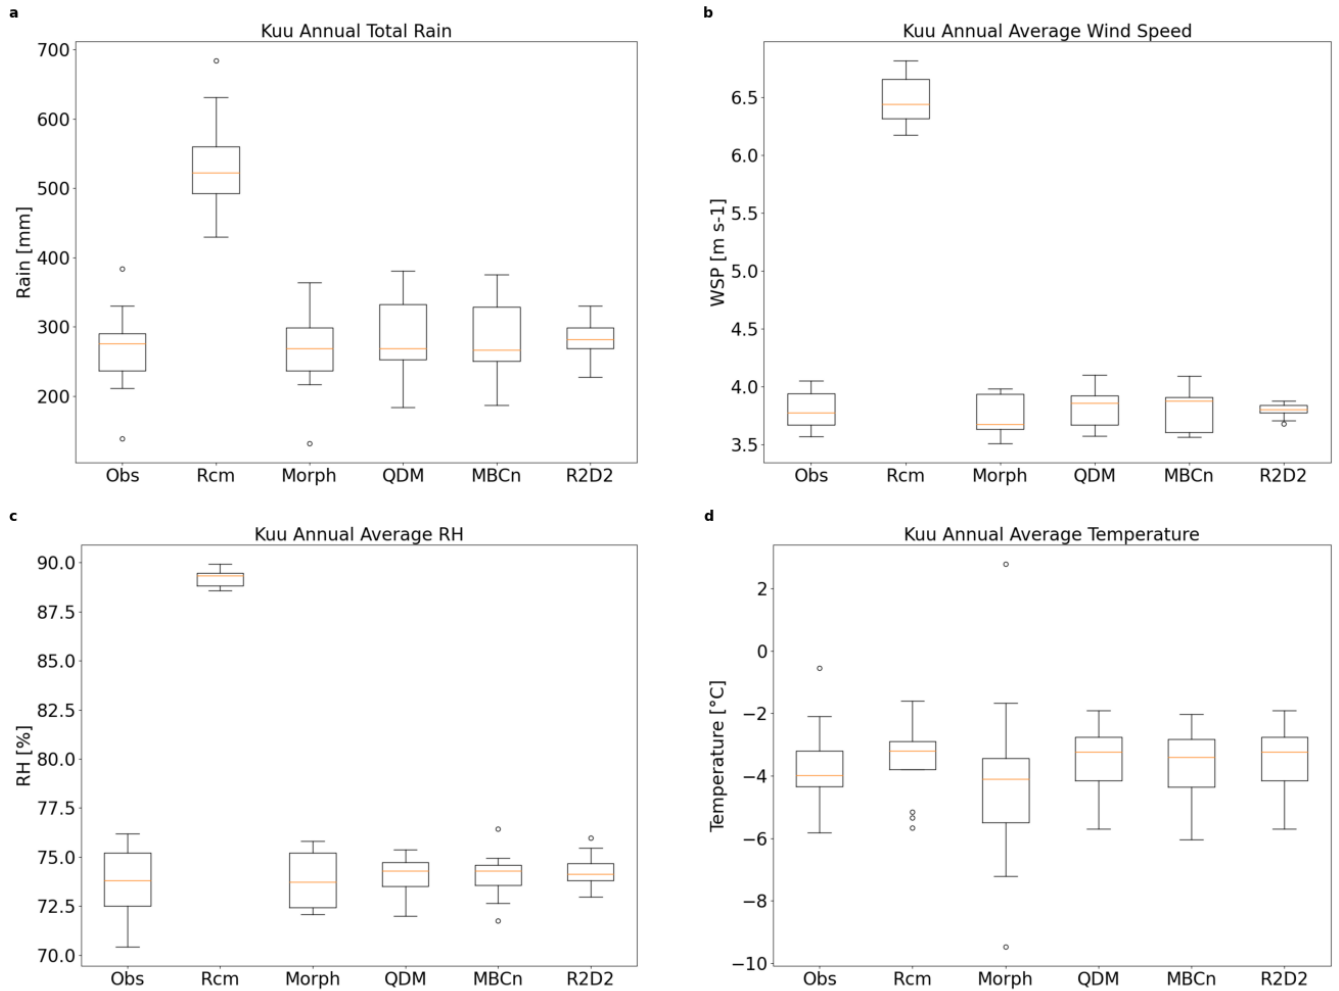 a
Kuu Annual Total Rain
700
600
500
400
300
200
Rain [mm]
Obs Rcm Morph QDM MBCn R2D2
b
Kuu Annual Average Wind Speed
6.5
6.0
5.5
5.0
4.5
4.0
3.5
WSP [m s-1]
Obs Rcm Morph QDM MBCn R2D2
c
Kuu Annual Average RH
90.0
87.5
85.0
82.5
80.0
77.5
75.0
72.5
70.0
RH [%]
Obs Rcm Morph QDM MBCn R2D2
d
Kuu Annual Average Temperature
2
0
−2
−4
−6
−8
−10
Temperature [°C]
Obs Rcm Morph QDM MBCn R2D2